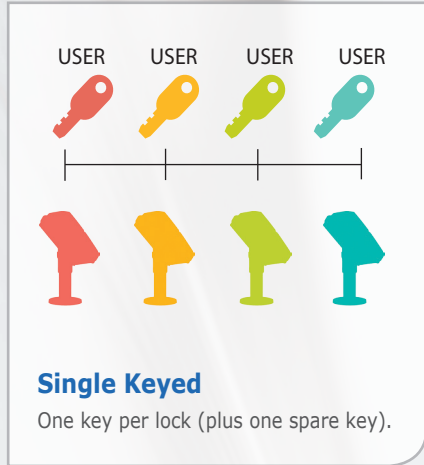 USER USER USER USER
Single Keyed
One key per lock (plus one spare key).